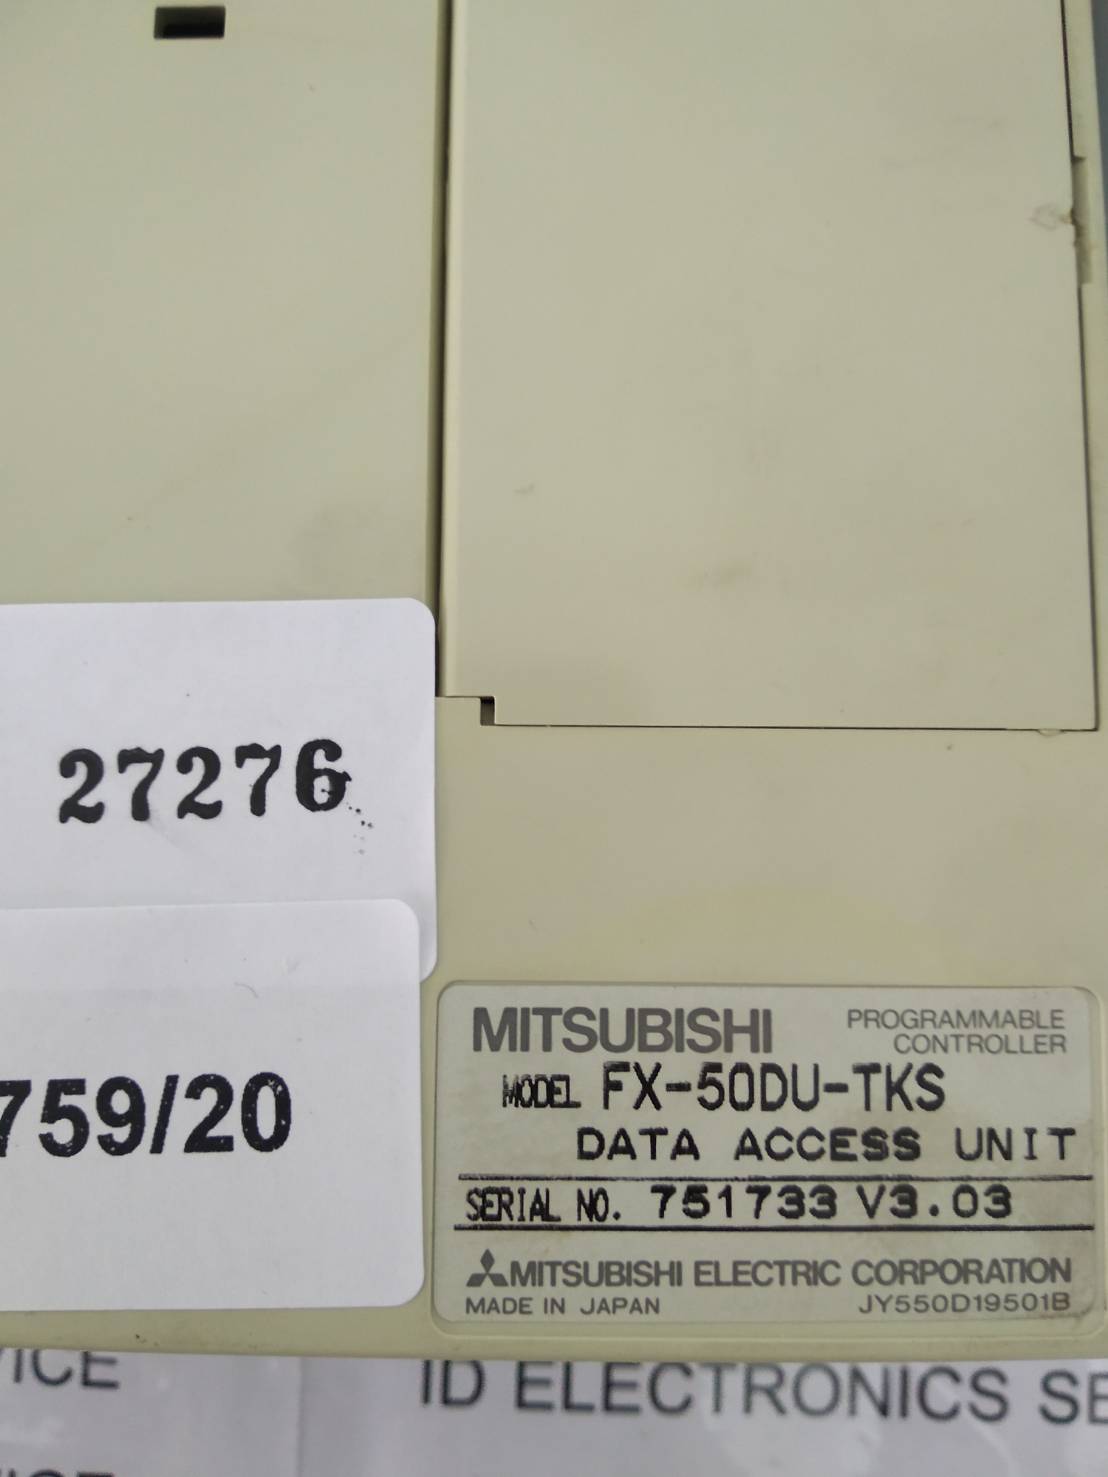 27276
759/20
MITSUBISHI
PROGRAMMABLE
CONTROLLER
MODEL FX-50DU-TKS
DATA ACCESS UNIT
SERIAL NO. 751733 V3.03
MITSUBISHI ELECTRIC CORPORATION
MADE IN JAPAN JY550D19501B
ICE ID ELECTRONICS SE